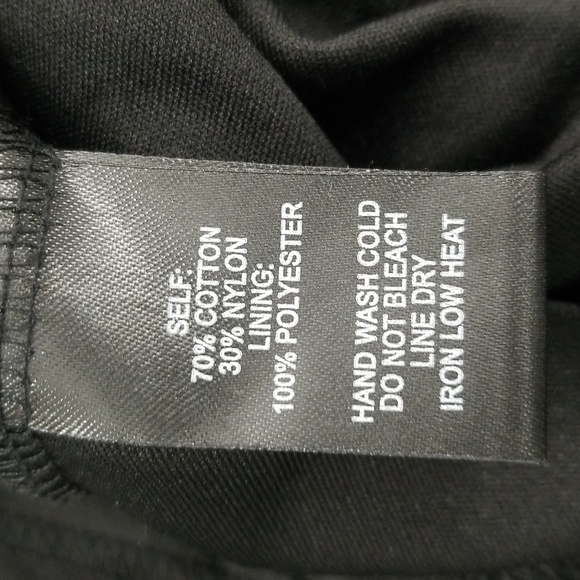 SELF:
70% COTTON
30% NYLON
LINING:
100% POLYESTER
HAND WASH COLD
DO NOT BLEACH
LINE DRY
IRON LOW HEAT